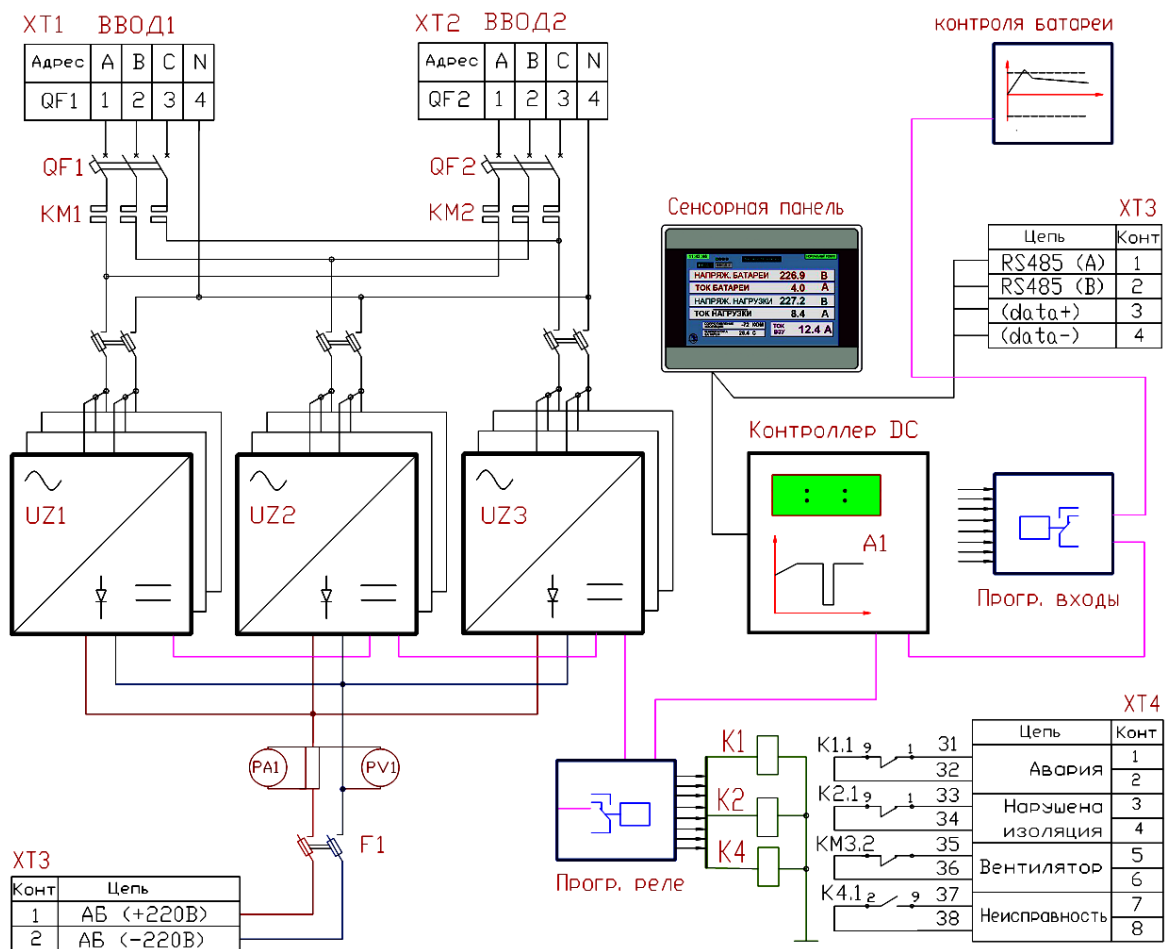 XT1 ВВОД1
Адрес A B C N
QF1 1 2 3 4
QF1
KM1
XT2 ВВОД2
Адрес A B C N
QF2 1 2 3 4
QF2
KM2
контроля батареи
Сенсорная панель
НАПРЯЖ. БАТАРЕИ 226.9 В
ТОК БАТАРЕИ 4.0 А
НАПРЯЖ. НАГРУЗКИ 227.2 В
ТОК НАГРУЗКИ 8.4 А
ТОК
ВЗУ 12.4 А
XT3
Цепь Конт
RS485 (A) 1
RS485 (B) 2
(data+) 3
(data-) 4
UZ1
UZ2
UZ3
Контроллер DC
: :
A1
Прогр. входы
PA1
PV1
F1
XT3
Конт Цепь
1 АБ (+220В)
2 АБ (-220В)
Прогр. реле
K1
K2
K4
K1.1 9 1 31
32
K2.1 9 1 33
34
KM3.2 35
36
K4.1 2 9 37
38
XT4
Цепь Конт
Авария 1
2
Нарушена 3
изоляция 4
Вентилятор 5
6
Неисправность 7
8